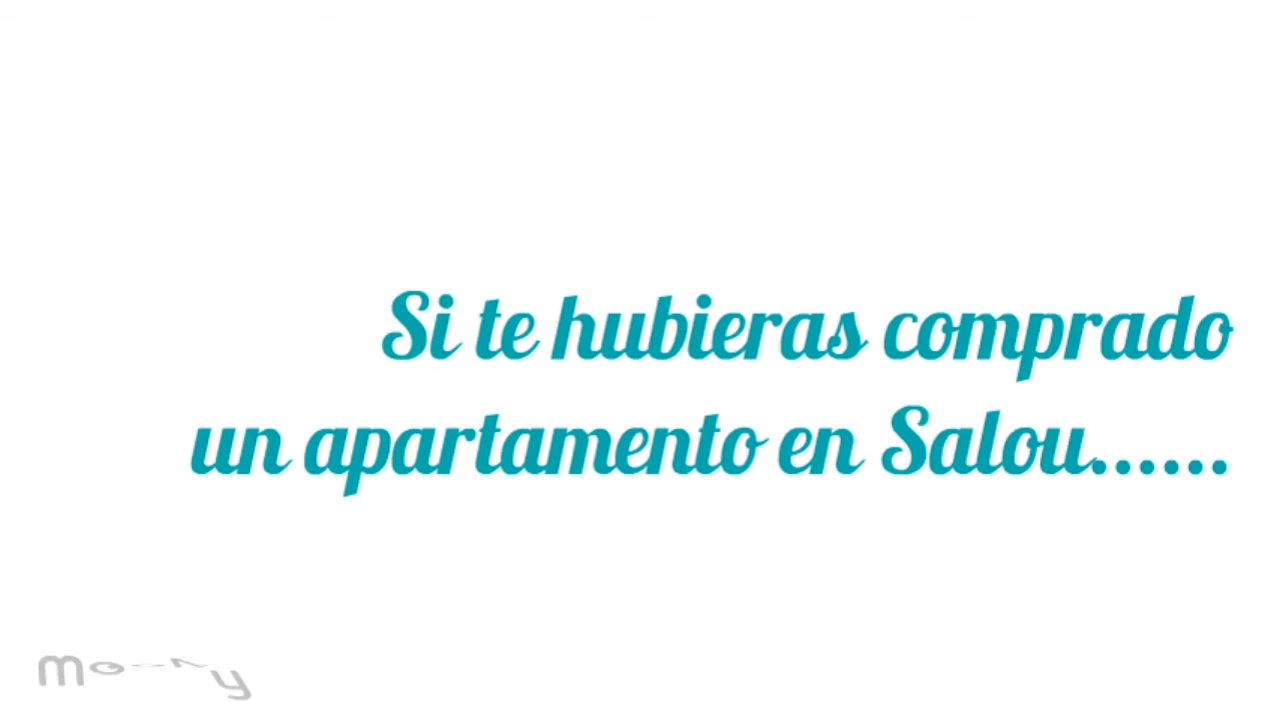 Si te hubieras comprado
un apartamento en Salou......